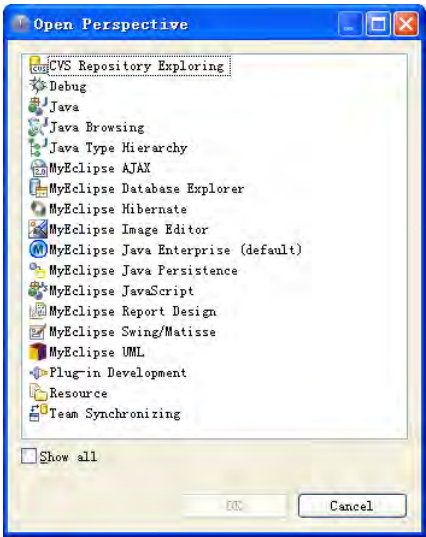 Open Perspective
CVS Repository Exploring
Debug
Java
Java Browsing
Java Type Hierarchy
MyEclipse AJAX
MyEclipse Database Explorer
MyEclipse Hibernate
MyEclipse Image Editor
MyEclipse Java Enterprise (default)
MyEclipse Java Persistence
MyEclipse JavaScript
MyEclipse Report Design
MyEclipse Swing/Matisse
MyEclipse UML
Plug-in Development
Resource
Team Synchronizing
Show all
OK Cancel